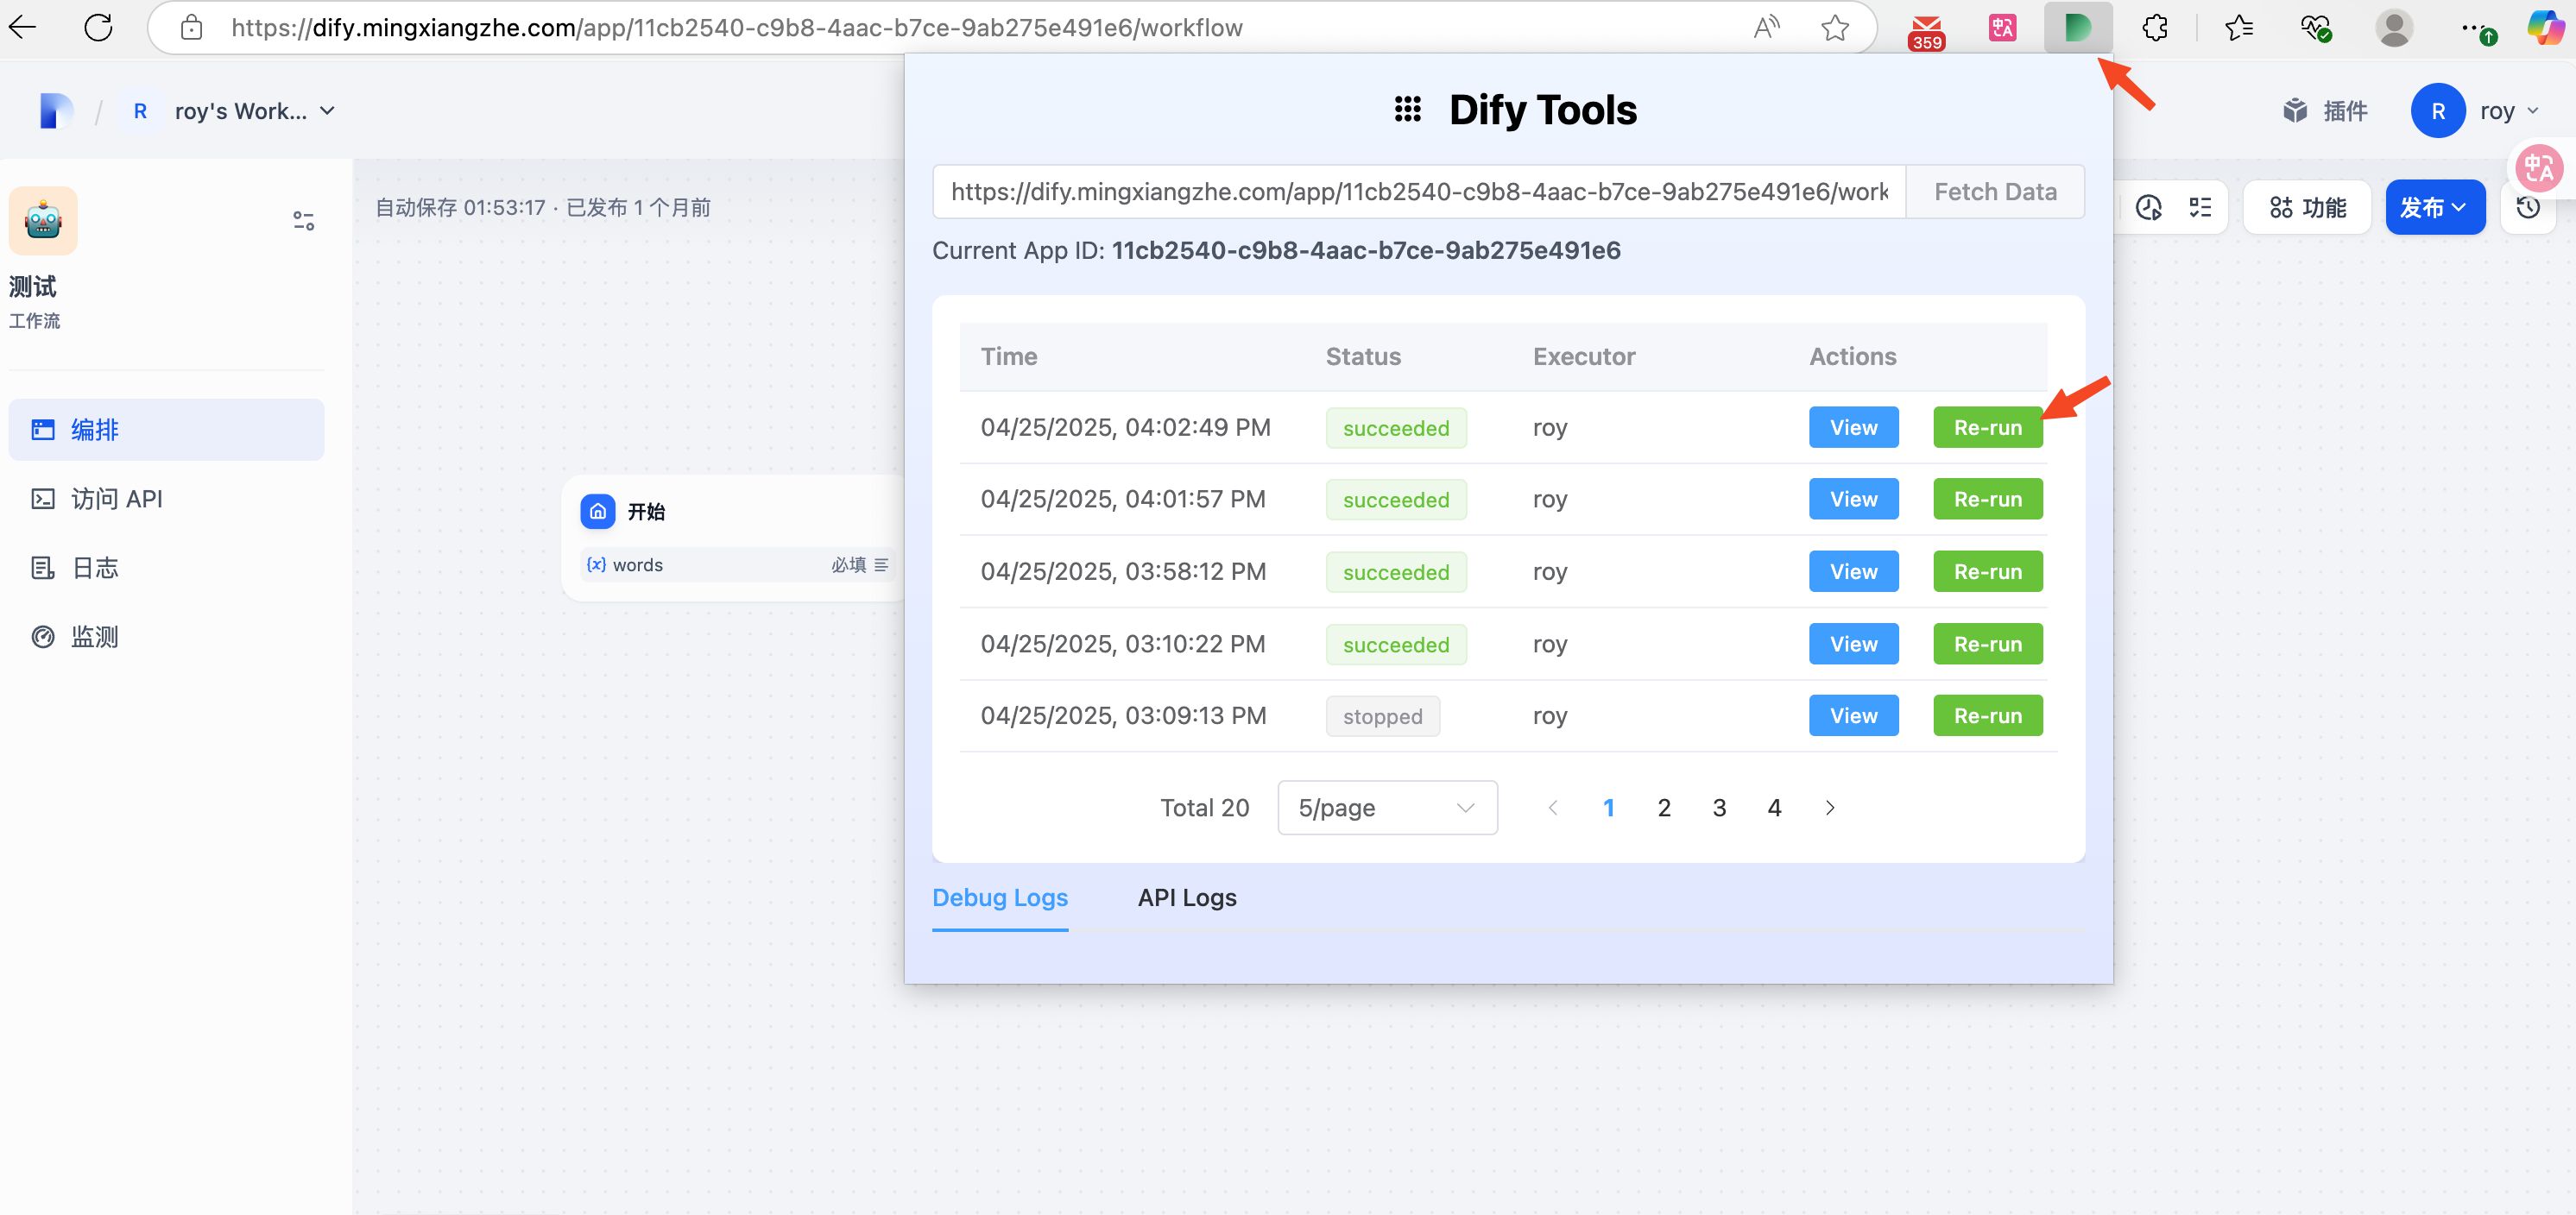 https://dify.mingxiangzhe.com/app/11cb2540-c9b8-4aac-b7ce-9ab275e491e6/workflow
359
R roy's Work...
插件
R roy
Dify Tools
https://dify.mingxiangzhe.com/app/11cb2540-c9b8-4aac-b7ce-9ab275e491e6/work
Fetch Data
Current App ID: 11cb2540-c9b8-4aac-b7ce-9ab275e491e6
自动保存 01:53:17 · 已发布 1 个月前
功能
发布
测试
工作流
编排
访问 API
日志
监测
开始
{x} words 必填
Time Status Executor Actions
04/25/2025, 04:02:49 PM succeeded roy View Re-run
04/25/2025, 04:01:57 PM succeeded roy View Re-run
04/25/2025, 03:58:12 PM succeeded roy View Re-run
04/25/2025, 03:10:22 PM succeeded roy View Re-run
04/25/2025, 03:09:13 PM stopped roy View Re-run
Total 20 5/page 1 2 3 4
Debug Logs API Logs